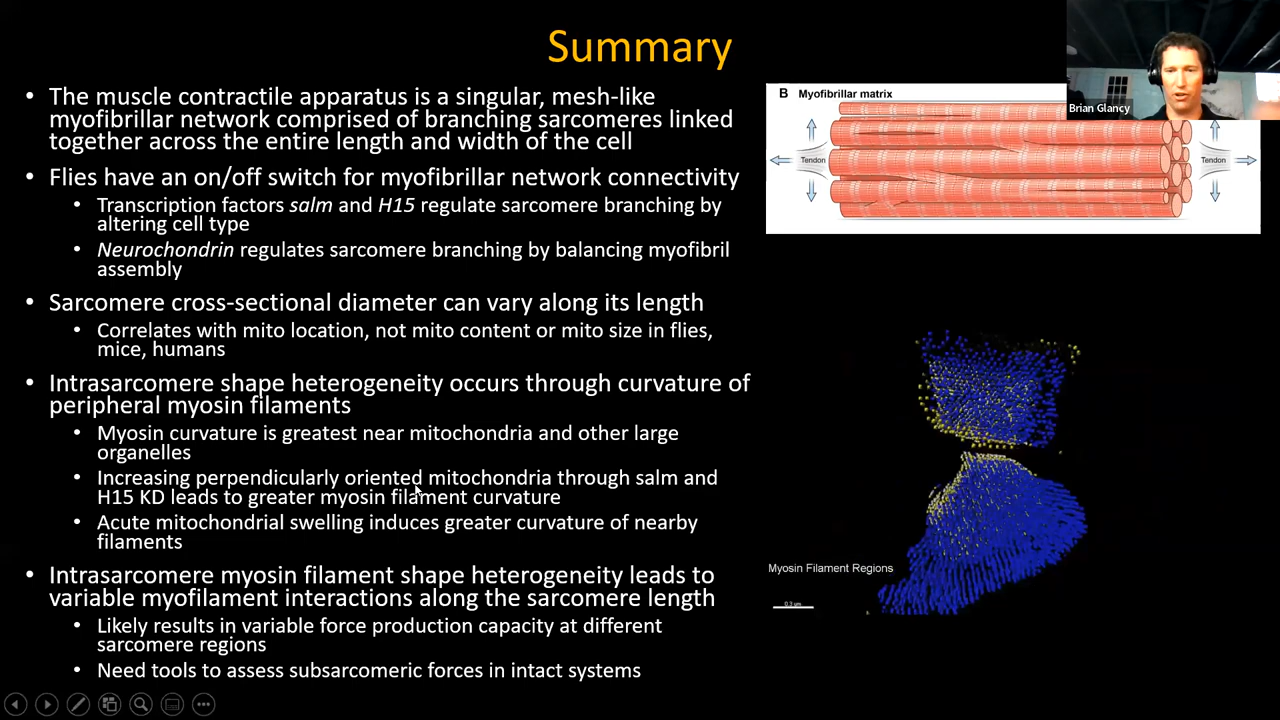 Summary
• The muscle contractile apparatus is a singular, mesh-like
myofibrillar network comprised of branching sarcomeres linked
together across the entire length and width of the cell
• Flies have an on/off switch for myofibrillar network connectivity
• Transcription factors salm and H15 regulate sarcomere branching by
altering cell type
• Neurochondrin regulates sarcomere branching by balancing myofibril
assembly
• Sarcomere cross-sectional diameter can vary along its length
• Correlates with mito location, not mito content or mito size in flies,
mice, humans
• Intrasarcomere shape heterogeneity occurs through curvature of
peripheral myosin filaments
• Myosin curvature is greatest near mitochondria and other large
organelles
• Increasing perpendicularly oriented mitochondria through salm and
H15 KD leads to greater myosin filament curvature
• Acute mitochondrial swelling induces greater curvature of nearby
filaments
• Intrasarcomere myosin filament shape heterogeneity leads to
variable myofilament interactions along the sarcomere length
• Likely results in variable force production capacity at different
sarcomere regions
• Need tools to assess subsarcomeric forces in intact systems
B Myofibrillar matrix
Tendon
Tendon
Brian Glancy
Myosin Filament Regions
0.3 µm